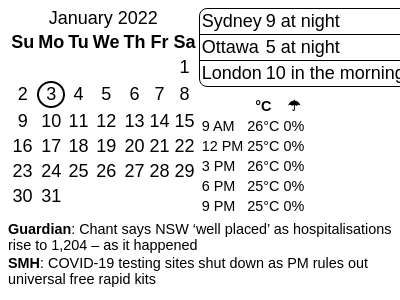 January 2022
Su Mo Tu We Th Fr Sa
1
2 3 4 5 6 7 8
9 10 11 12 13 14 15
16 17 18 19 20 21 22
23 24 25 26 27 28 29
30 31
Sydney 9 at night
Ottawa 5 at night
London 10 in the morning
°C ☂
9 AM 26°C 0%
12 PM 25°C 0%
3 PM 26°C 0%
6 PM 25°C 0%
9 PM 25°C 0%
Guardian: Chant says NSW ‘well placed’ as hospitalisations
rise to 1,204 – as it happened
SMH: COVID-19 testing sites shut down as PM rules out
universal free rapid kits